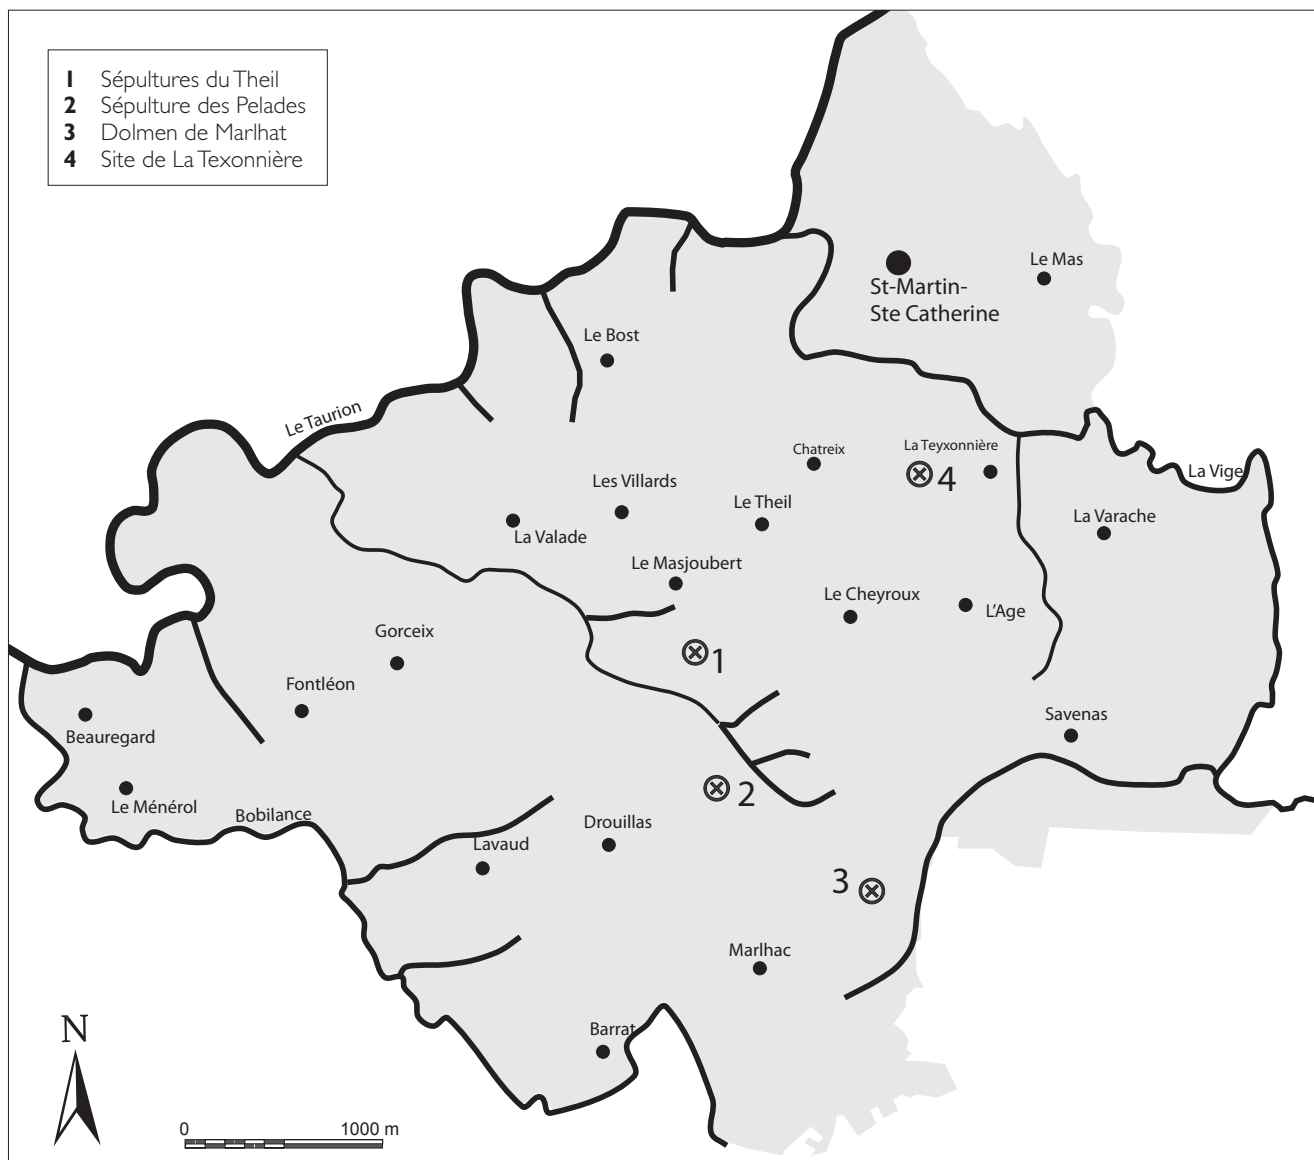 1 Sépultures du Theil
2 Sépulture des Pelades
3 Dolmen de Marlhat
4 Site de La Texonnière
Le Mas
St-Martin-
Ste Catherine
Le Bost
Le Taurion
Chatreix
La Teyxonnière
4
La Vige
Les Villards
Le Theil
La Valade
La Varache
Le Masjoubert
Le Cheyroux
L'Age
Gorceix
1
Fontléon
Savenas
Beauregard
Le Ménérol
Bobilance
2
Drouillas
Lavaud
3
Marlhac
Barrat
N
0 1000 m